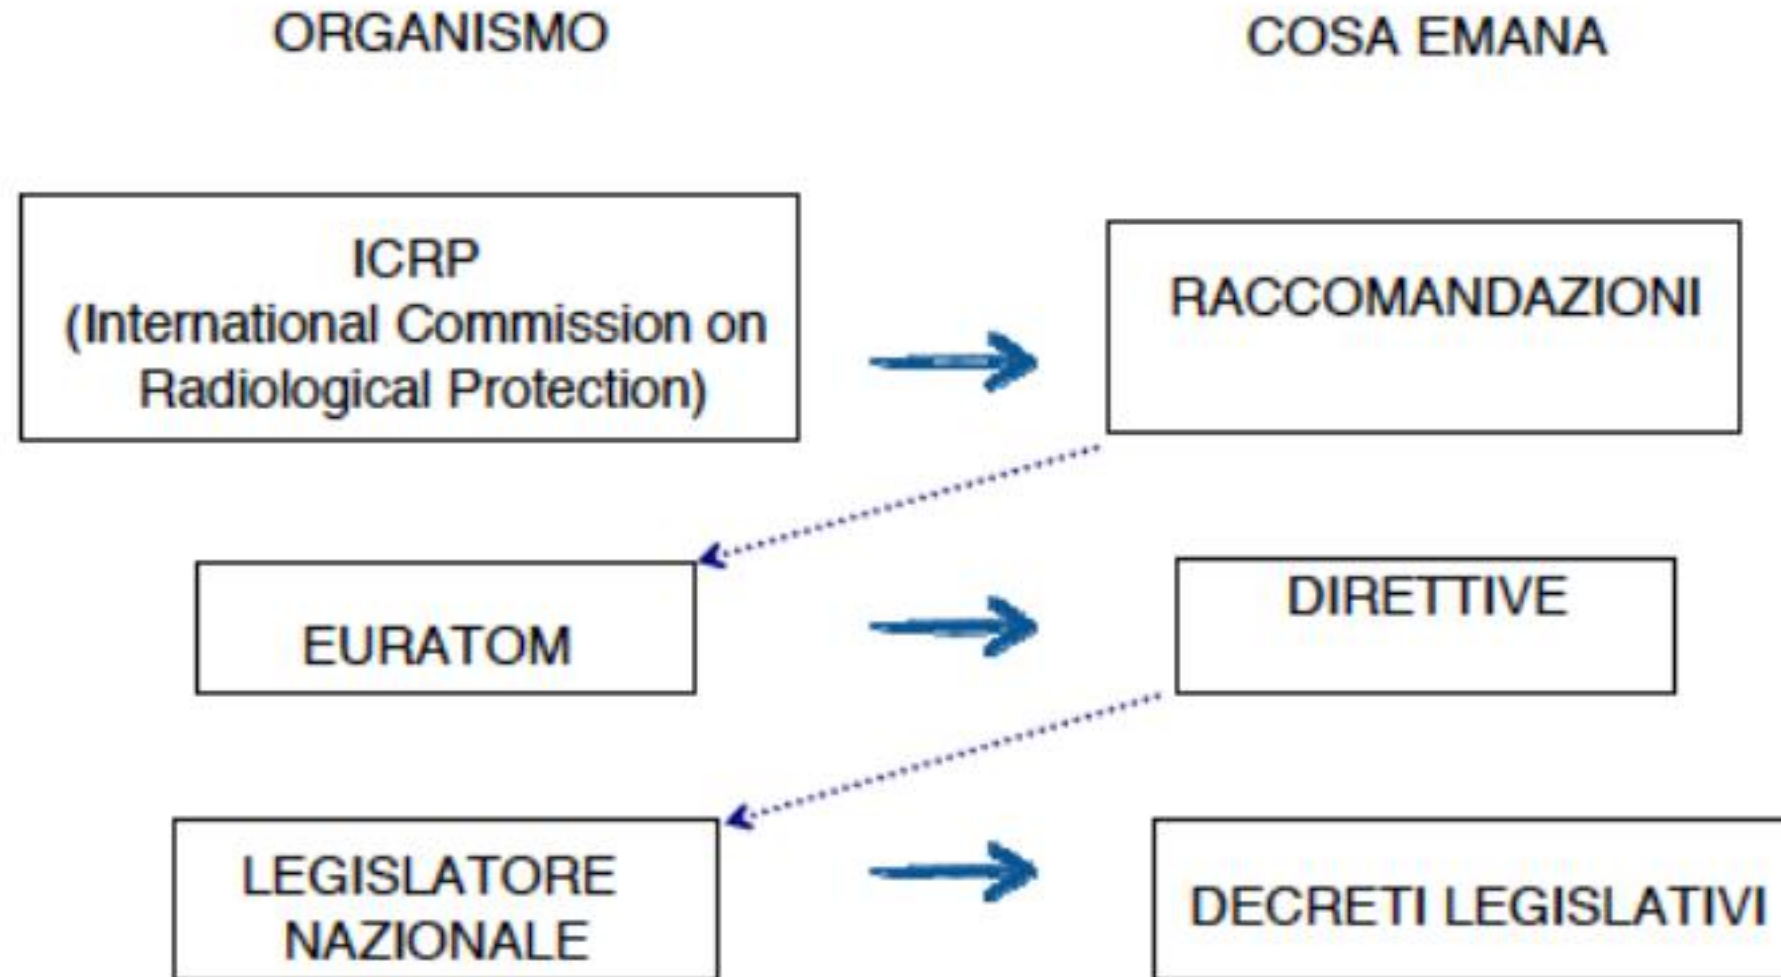 ORGANISMO
COSA EMANA
ICRP
(International Commission on
Radiological Protection)
RACCOMANDAZIONI
EURATOM
DIRETTIVE
LEGISLATORE
NAZIONALE
DECRETI LEGISLATIVI